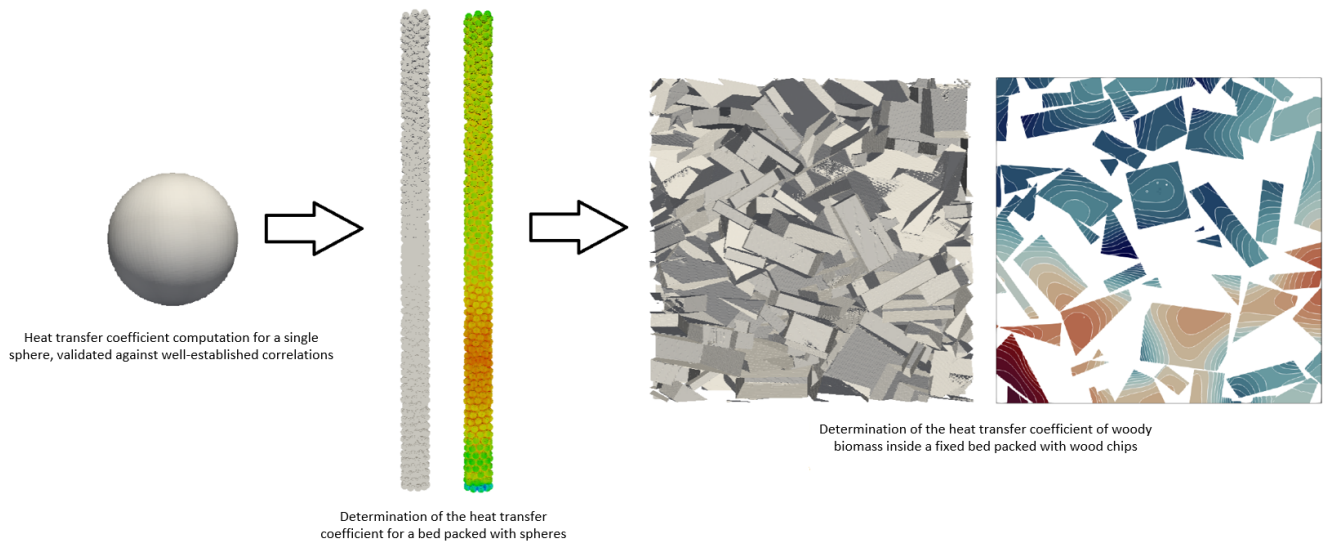 Heat transfer coefficient computation for a single
sphere, validated against well-established correlations
Determination of the heat transfer
coefficient for a bed packed with spheres
Determination of the heat transfer coefficient of woody
biomass inside a fixed bed packed with wood chips